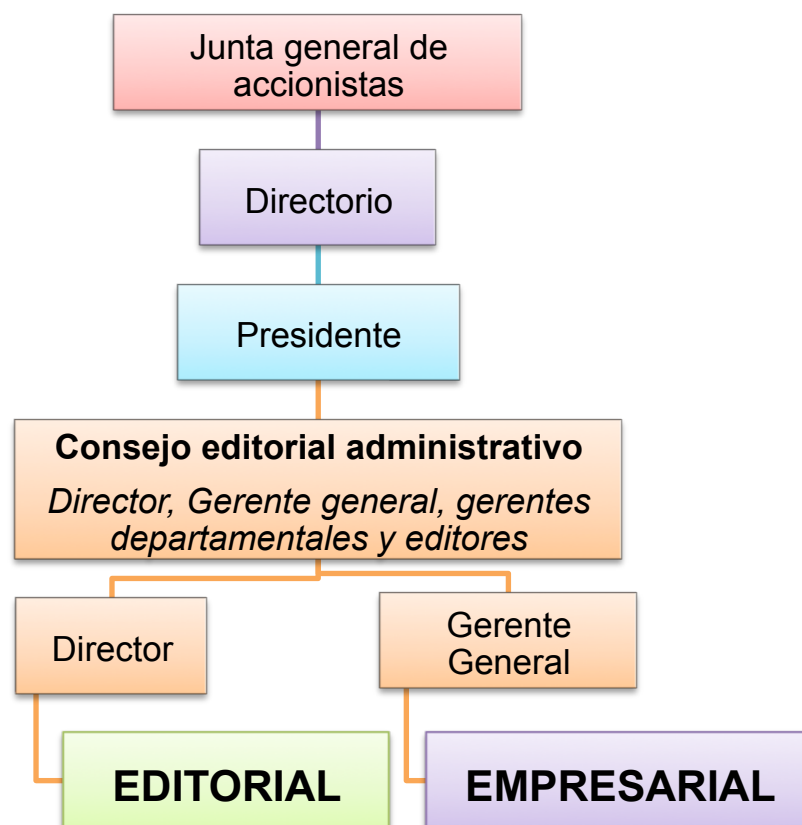 Junta general de
accionistas
Directorio
Presidente
Consejo editorial administrativo
Director, Gerente general, gerentes
departamentales y editores
Director
Gerente
General
EDITORIAL
EMPRESARIAL